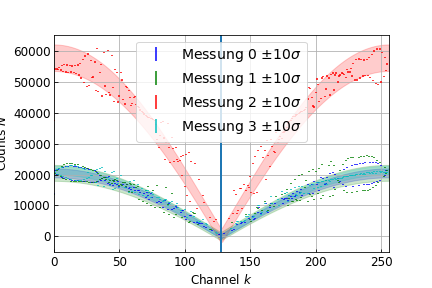 60000
50000
40000
30000
20000
10000
0
Counts N
Messung 0 ±10σ
Messung 1 ±10σ
Messung 2 ±10σ
Messung 3 ±10σ
0 50 100 150 200 250
Channel k